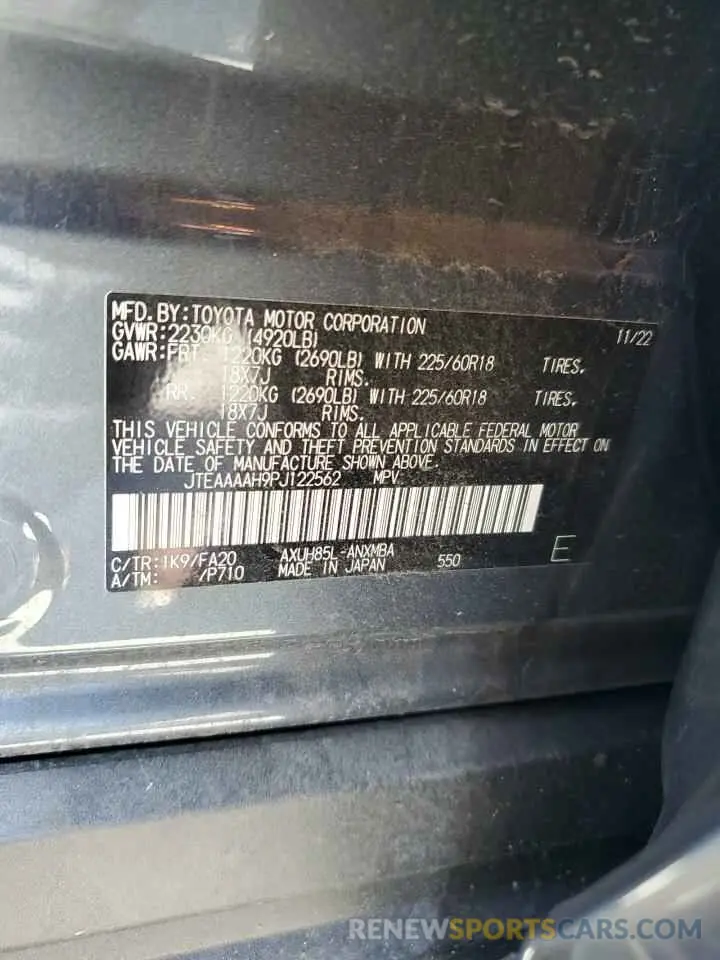 MFD. BY: TOYOTA MOTOR CORPORATION 11/22
GVWR: 2230KG (4920LB)
GAWR: FRT. 1220KG (2690LB) WITH 225/60R18 TIRES,
18X7J RIMS.
RR. 1220KG (2690LB) WITH 225/60R18 TIRES,
18X7J RIMS.
THIS VEHICLE CONFORMS TO ALL APPLICABLE FEDERAL MOTOR
VEHICLE SAFETY AND THEFT PREVENTION STANDARDS IN EFFECT ON
THE DATE OF MANUFACTURE SHOWN ABOVE.
JTEAAAAH9PJ122562 MPV
C/TR: 1K9/FA20 AXUH85L-ANXMBA E
A/TM: /P710 MADE IN JAPAN 550
RENEWSPORTSCARS.COM